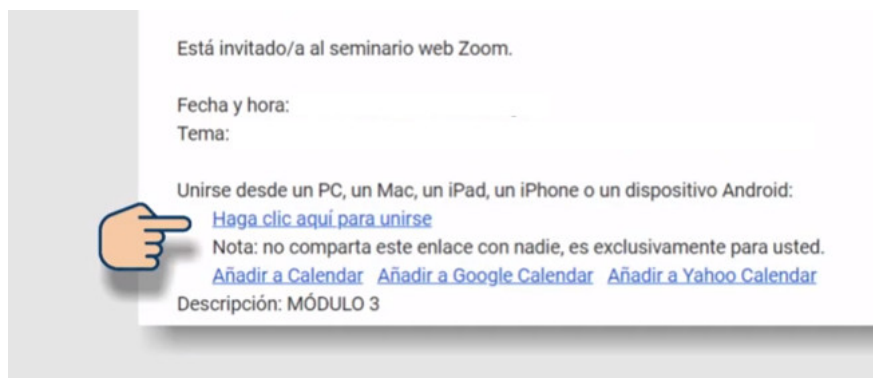 Está invitado/a al seminario web Zoom.
Fecha y hora:
Tema:
Unirse desde un PC, un Mac, un iPad, un iPhone o un dispositivo Android:
Haga clic aquí para unirse
Nota: no comparta este enlace con nadie, es exclusivamente para usted.
Añadir a Calendar Añadir a Google Calendar Añadir a Yahoo Calendar
Descripción: MÓDULO 3